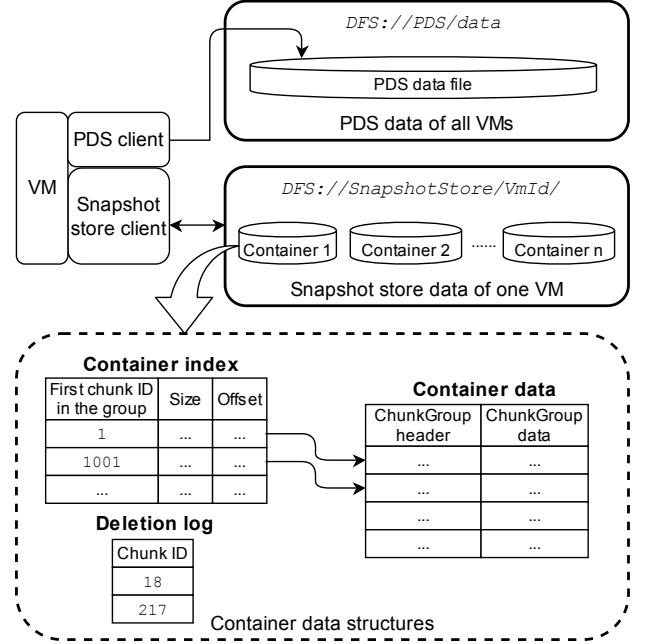 DFS://PDS/data
PDS data file
PDS data of all VMs
VM
PDS client
Snapshot
store client
DFS://SnapshotStore/VmId/
Container 1
Container 2
......
Container n
Snapshot store data of one VM
Container index
First chunk ID
in the group
Size
Offset
1
...
...
1001
...
...
...
...
...
Container data
ChunkGroup
header
ChunkGroup
data
...
...
...
...
...
...
...
...
Deletion log
Chunk ID
18
217
Container data structures